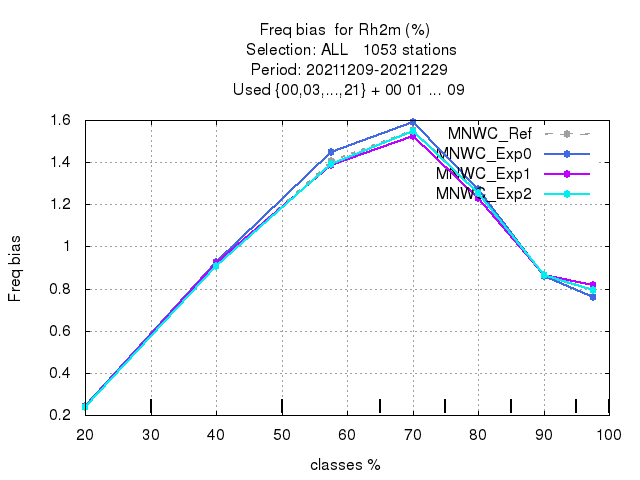 Freq bias  for Rh2m (%)
Selection: ALL   1053 stations
Period: 20211209-20211229
Used {00,03,...,21} + 00 01 ... 09
MNWC_Ref
MNWC_Exp0
MNWC_Exp1
MNWC_Exp2
1.6
1.4
1.2
1
0.8
0.6
0.4
0.2
Freq bias
20 30 40 50 60 70 80 90 100
classes %